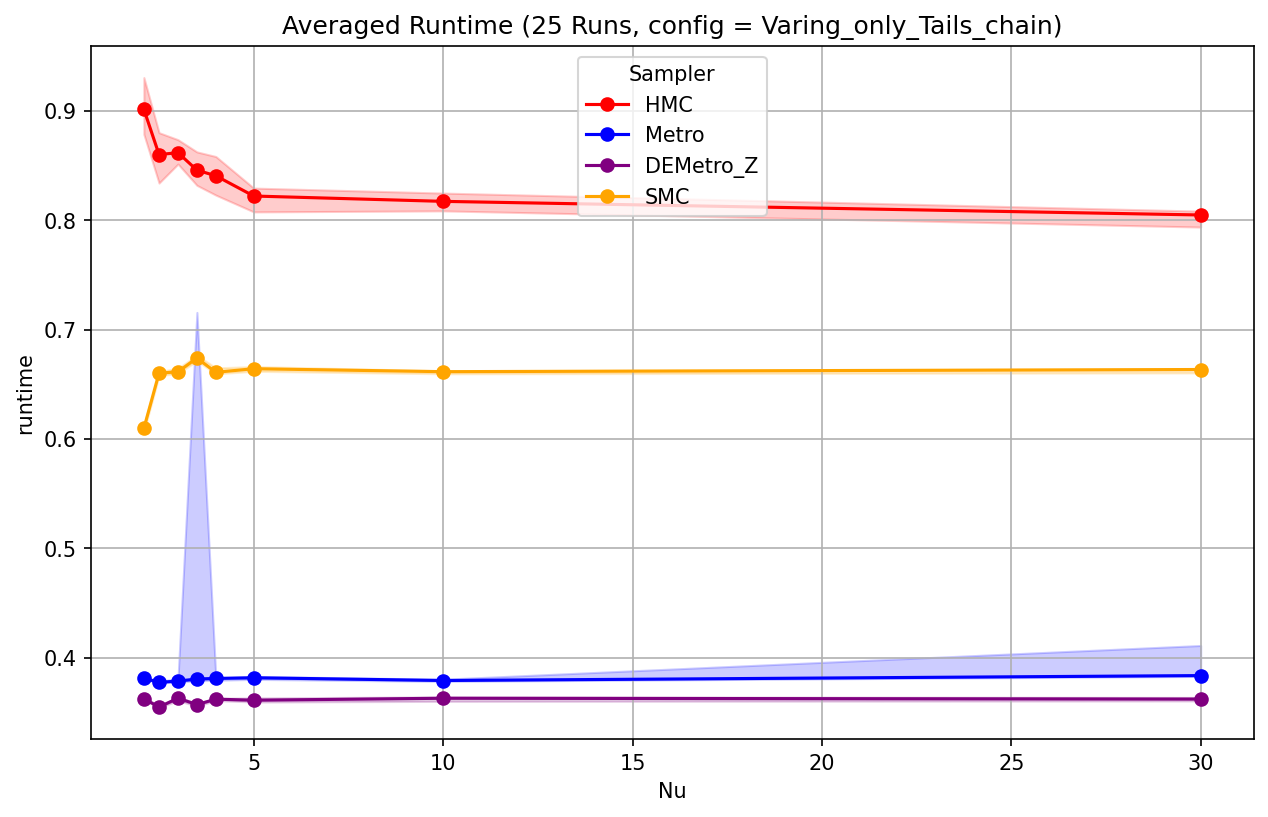 Averaged Runtime (25 Runs, config = Varing_only_Tails_chain)
Sampler
HMC
Metro
DEMetro_Z
SMC
runtime
0.9
0.8
0.7
0.6
0.5
0.4
5 10 15 20 25 30
Nu